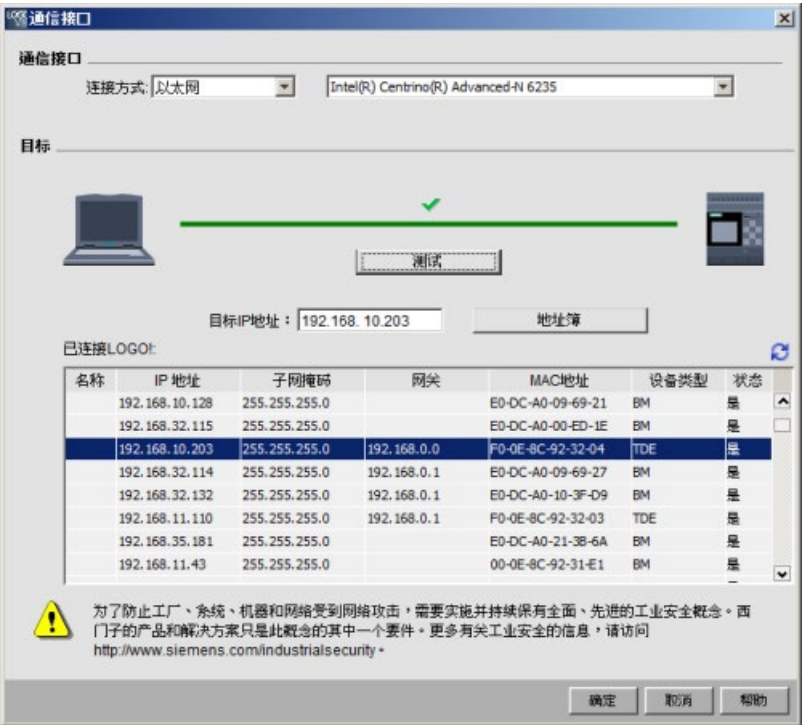 通信接口
通信接口
连接方式: 以太网 Intel(R) Centrino(R) Advanced-N 6235
目标
测试
目标IP地址： 192.168. 10.203 地址簿
已连接LOGO!:
名称 IP 地址 子网掩码 网关 MAC地址 设备类型 状态
192.168.10.128 255.255.255.0 E0-DC-A0-09-69-21 BM 是
192.168.32.115 255.255.255.0 E0-DC-A0-00-ED-1E BM 是
192.168.10.203 255.255.255.0 192.168.0.0 F0-0E-8C-92-32-04 TDE 是
192.168.32.114 255.255.255.0 192.168.0.1 E0-DC-A0-09-69-27 BM 是
192.168.32.132 255.255.255.0 192.168.0.1 E0-DC-A0-10-3F-D9 BM 是
192.168.11.110 255.255.255.0 192.168.0.1 F0-0E-8C-92-32-03 TDE 是
192.168.35.181 255.255.255.0 E0-DC-A0-21-3B-6A BM 是
192.168.11.43 255.255.255.0 00-0E-8C-92-31-E1 BM 是
为了防止工厂、系统、机器和网络受到网络攻击，需要实施并持续保有全面、先进的工业安全概念。西
门子的产品和解决方案只是此概念的其中一个要件。更多有关工业安全的信息，请访问
http://www.siemens.com/industrialsecurity。
确定 取消 帮助